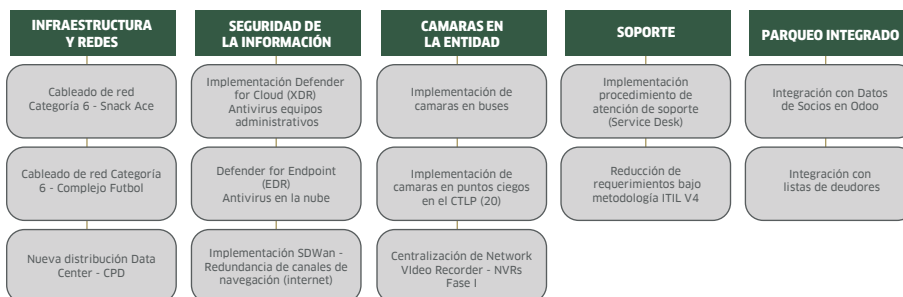 INFRAESTRUCTURA
Y REDES
Cableado de red
Categoría 6 - Snack Ace
Cableado de red Categoría
6 - Complejo Futbol
Nueva distribución Data
Center - CPD
SEGURIDAD DE
LA INFORMACIÓN
Implementación Defender
for Cloud (XDR)
Antivirus equipos
administrativos
Defender for Endpoint
(EDR)
Antivirus en la nube
Implementación SDWan -
Redundancia de canales de
navegación (internet)
CAMARAS EN
LA ENTIDAD
Implementación de
camaras en buses
Implementación de
camaras en puntos ciegos
en el CTLP (20)
Centralización de Network
VIdeo Recorder - NVRs
Fase I
SOPORTE
Implementación
procedimiento de
atención de soporte
(Service Desk)
Reducción de
requerimientos bajo
metodología ITIL V4
PARQUEO INTEGRADO
Integración con Datos
de Socios en Odoo
Integración con
listas de deudores